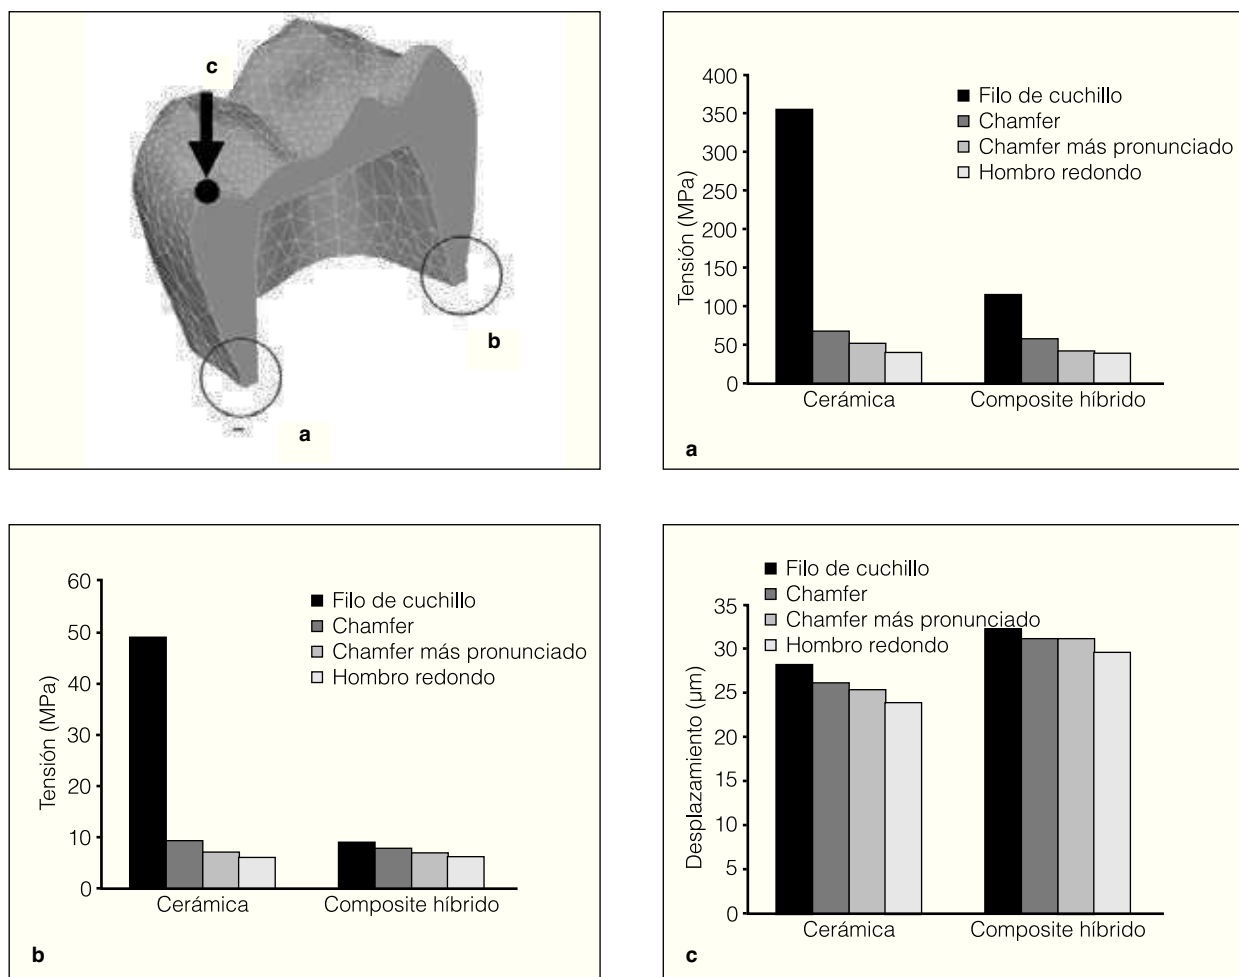 c
b
a
400
350
300
250
200
150
100
50
0
Tensión (MPa)
Filo de cuchillo
Chamfer
Chamfer más pronunciado
Hombro redondo
Cerámica
Composite híbrido
a
60
50
40
30
20
10
0
Tensión (MPa)
Filo de cuchillo
Chamfer
Chamfer más pronunciado
Hombro redondo
Cerámica
Composite híbrido
b
Filo de cuchillo
Chamfer
Chamfer más pronunciado
Hombro redondo
35
30
25
20
15
10
5
0
Desplazamiento (µm)
Cerámica
Composite híbrido
c